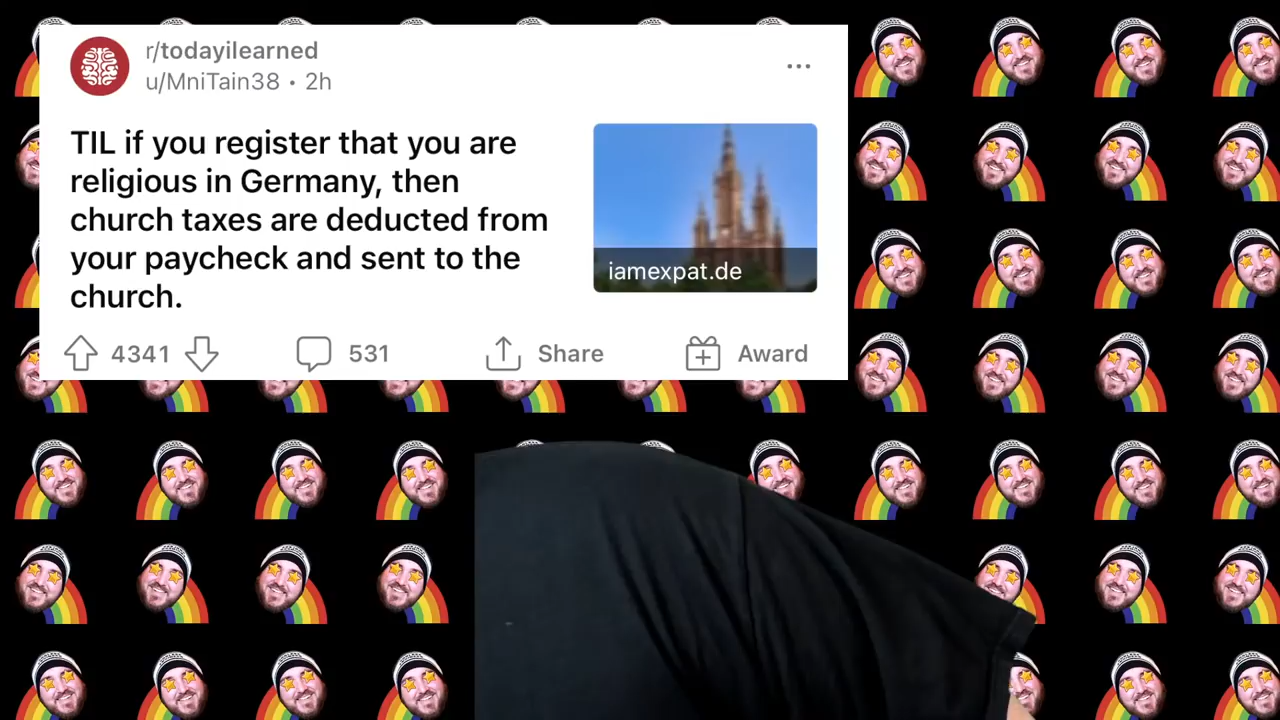 r/todayilearned
u/MniTain38 • 2h
TIL if you register that you are
religious in Germany, then
church taxes are deducted from
your paycheck and sent to the
church.
iamexpat.de
4341
531
Share
Award